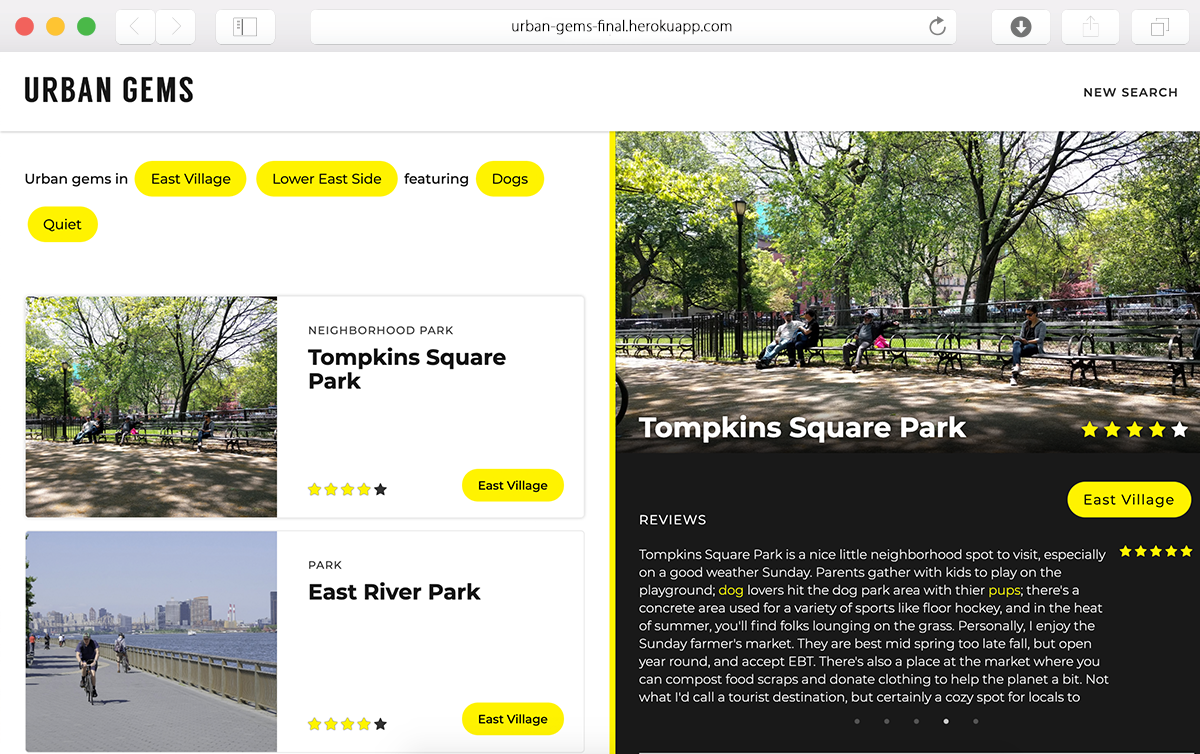 urban-gems-final.herokuapp.com
URBAN GEMS
NEW SEARCH
Urban gems in East Village Lower East Side featuring Dogs
Quiet
NEIGHBORHOOD PARK
Tompkins Square
Park
East Village
PARK
East River Park
East Village
Tompkins Square Park
East Village
REVIEWS
Tompkins Square Park is a nice little neighborhood spot to visit, especially
on a good weather Sunday. Parents gather with kids to play on the
playground; dog lovers hit the dog park area with thier pups; there's a
concrete area used for a variety of sports like floor hockey, and in the heat
of summer, you'll find folks lounging on the grass. Personally, I enjoy the
Sunday farmer's market. They are best mid spring too late fall, but open
year round, and accept EBT. There's also a place at the market where you
can compost food scraps and donate clothing to help the planet a bit. Not
what I'd call a tourist destination, but certainly a cozy spot for locals to